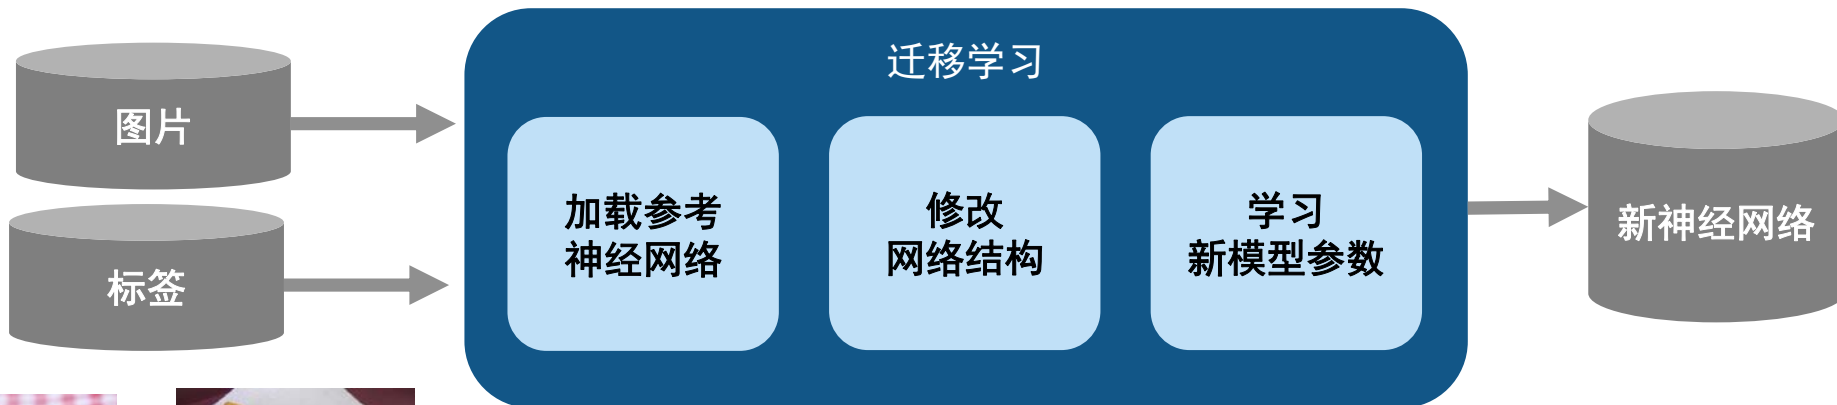 图片
标签
迁移学习
加载参考
神经网络
修改
网络结构
学习
新模型参数
新神经网络